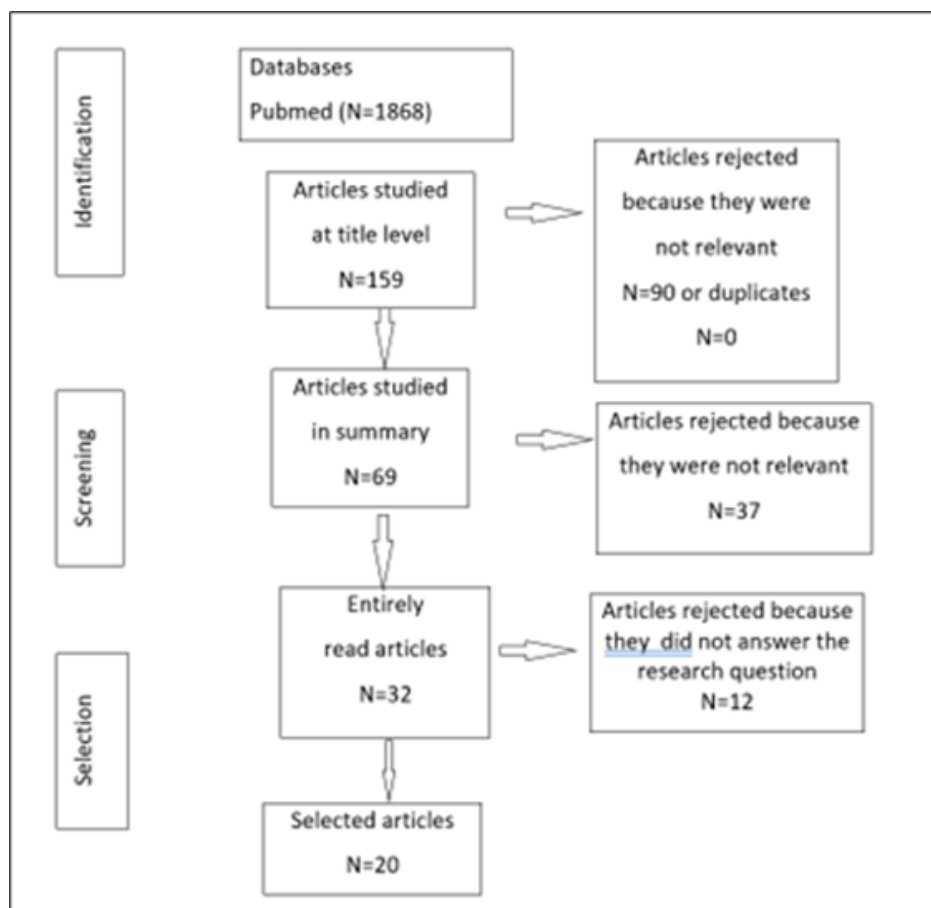 Identification
Databases
Pubmed (N=1868)
Articles studied
at title level
N=159
Articles rejected
because they were
not relevant
N=90 or duplicates
N=0
Screening
Articles studied
in summary
N=69
Articles rejected because
they were not relevant
N=37
Selection
Entirely
read articles
N=32
Articles rejected because
they did not answer the
research question
N=12
Selected articles
N=20